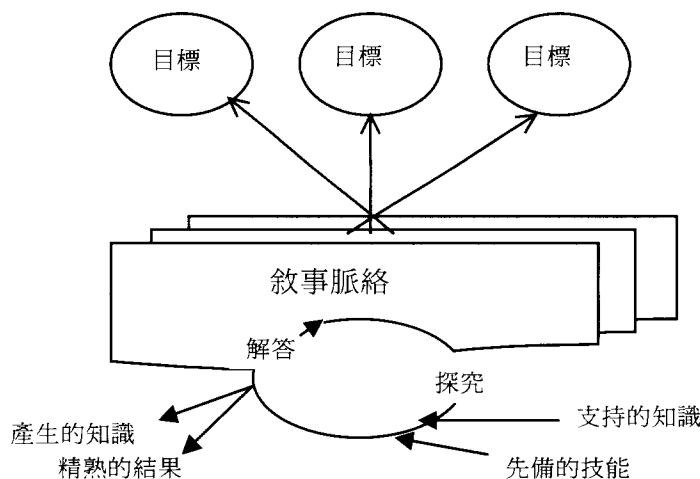 目標
目標
目標
敘事脈絡
解答
探究
支持的知識
產生的知識
先備的技能
精熟的結果